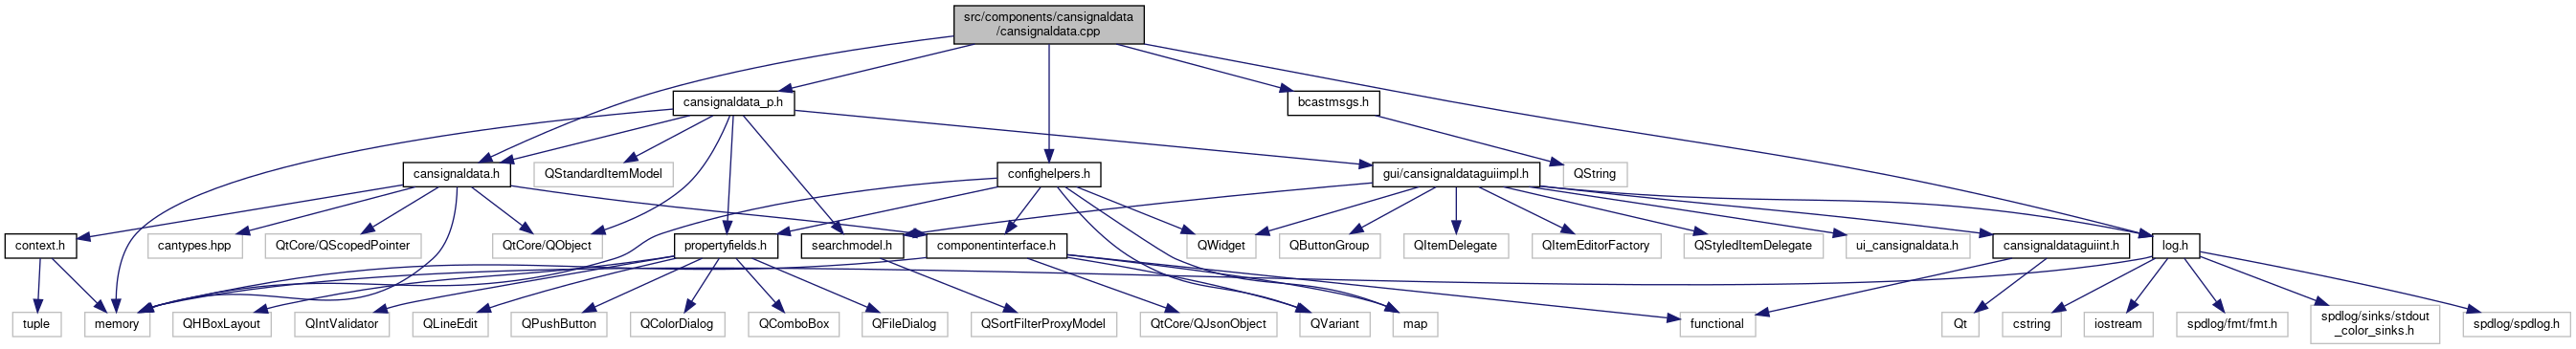 src/components/cansignaldata
/cansignaldata.cpp
cansignaldata_p.h
bcastmsgs.h
cansignaldata.h
QStandardItemModel
confighelpers.h
gui/cansignaldataguiimpl.h
QString
context.h
cantypes.hpp
QtCore/QScopedPointer
QtCore/QObject
propertyfields.h
searchmodel.h
componentinterface.h
QWidget
QButtonGroup
QItemDelegate
QItemEditorFactory
QStyledItemDelegate
ui_cansignaldata.h
cansignaldataguiint.h
log.h
tuple
memory
QHBoxLayout
QIntValidator
QLineEdit
QPushButton
QColorDialog
QComboBox
QFileDialog
QSortFilterProxyModel
QtCore/QJsonObject
QVariant
map
functional
Qt
cstring
iostream
spdlog/fmt/fmt.h
spdlog/sinks/stdout
_color_sinks.h
spdlog/spdlog.h